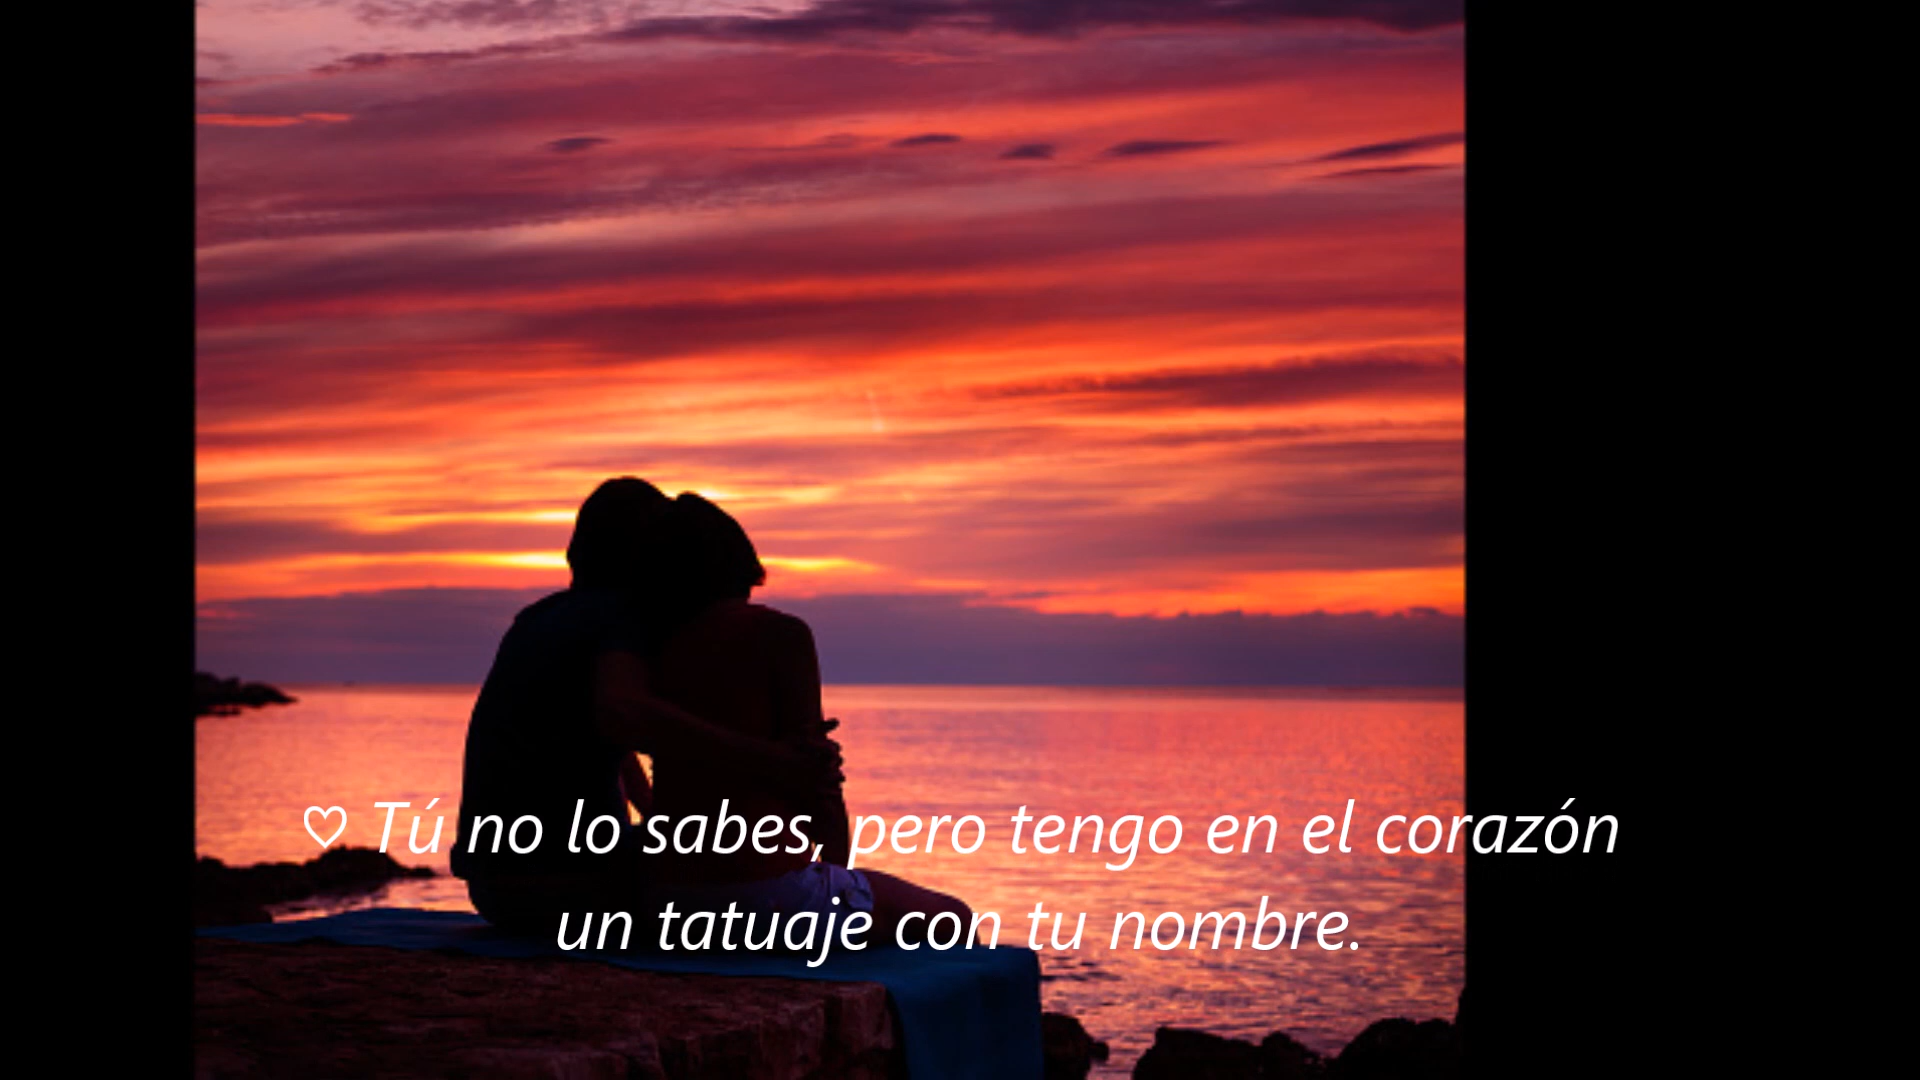 ♡ Tú no lo sabes, pero tengo en el corazón
un tatuaje con tu nombre.